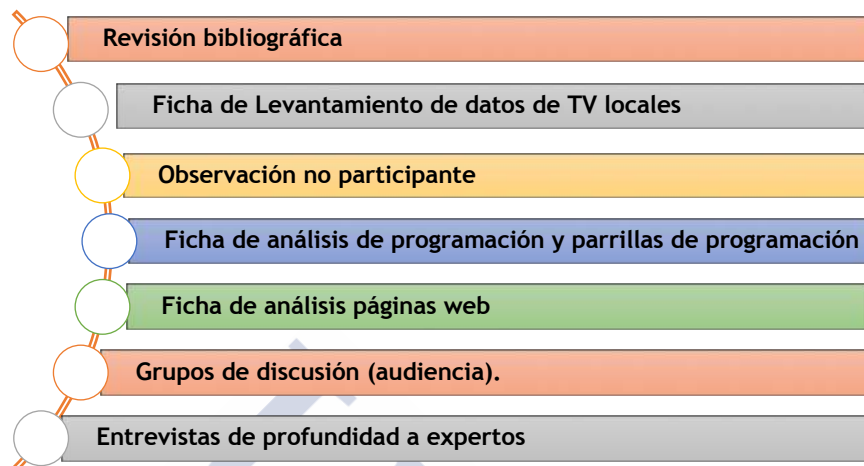 Revisión bibliográfica
Ficha de Levantamiento de datos de TV locales
Observación no participante
Ficha de análisis de programación y parrillas de programación
Ficha de análisis páginas web
Grupos de discusión (audiencia).
Entrevistas de profundidad a expertos